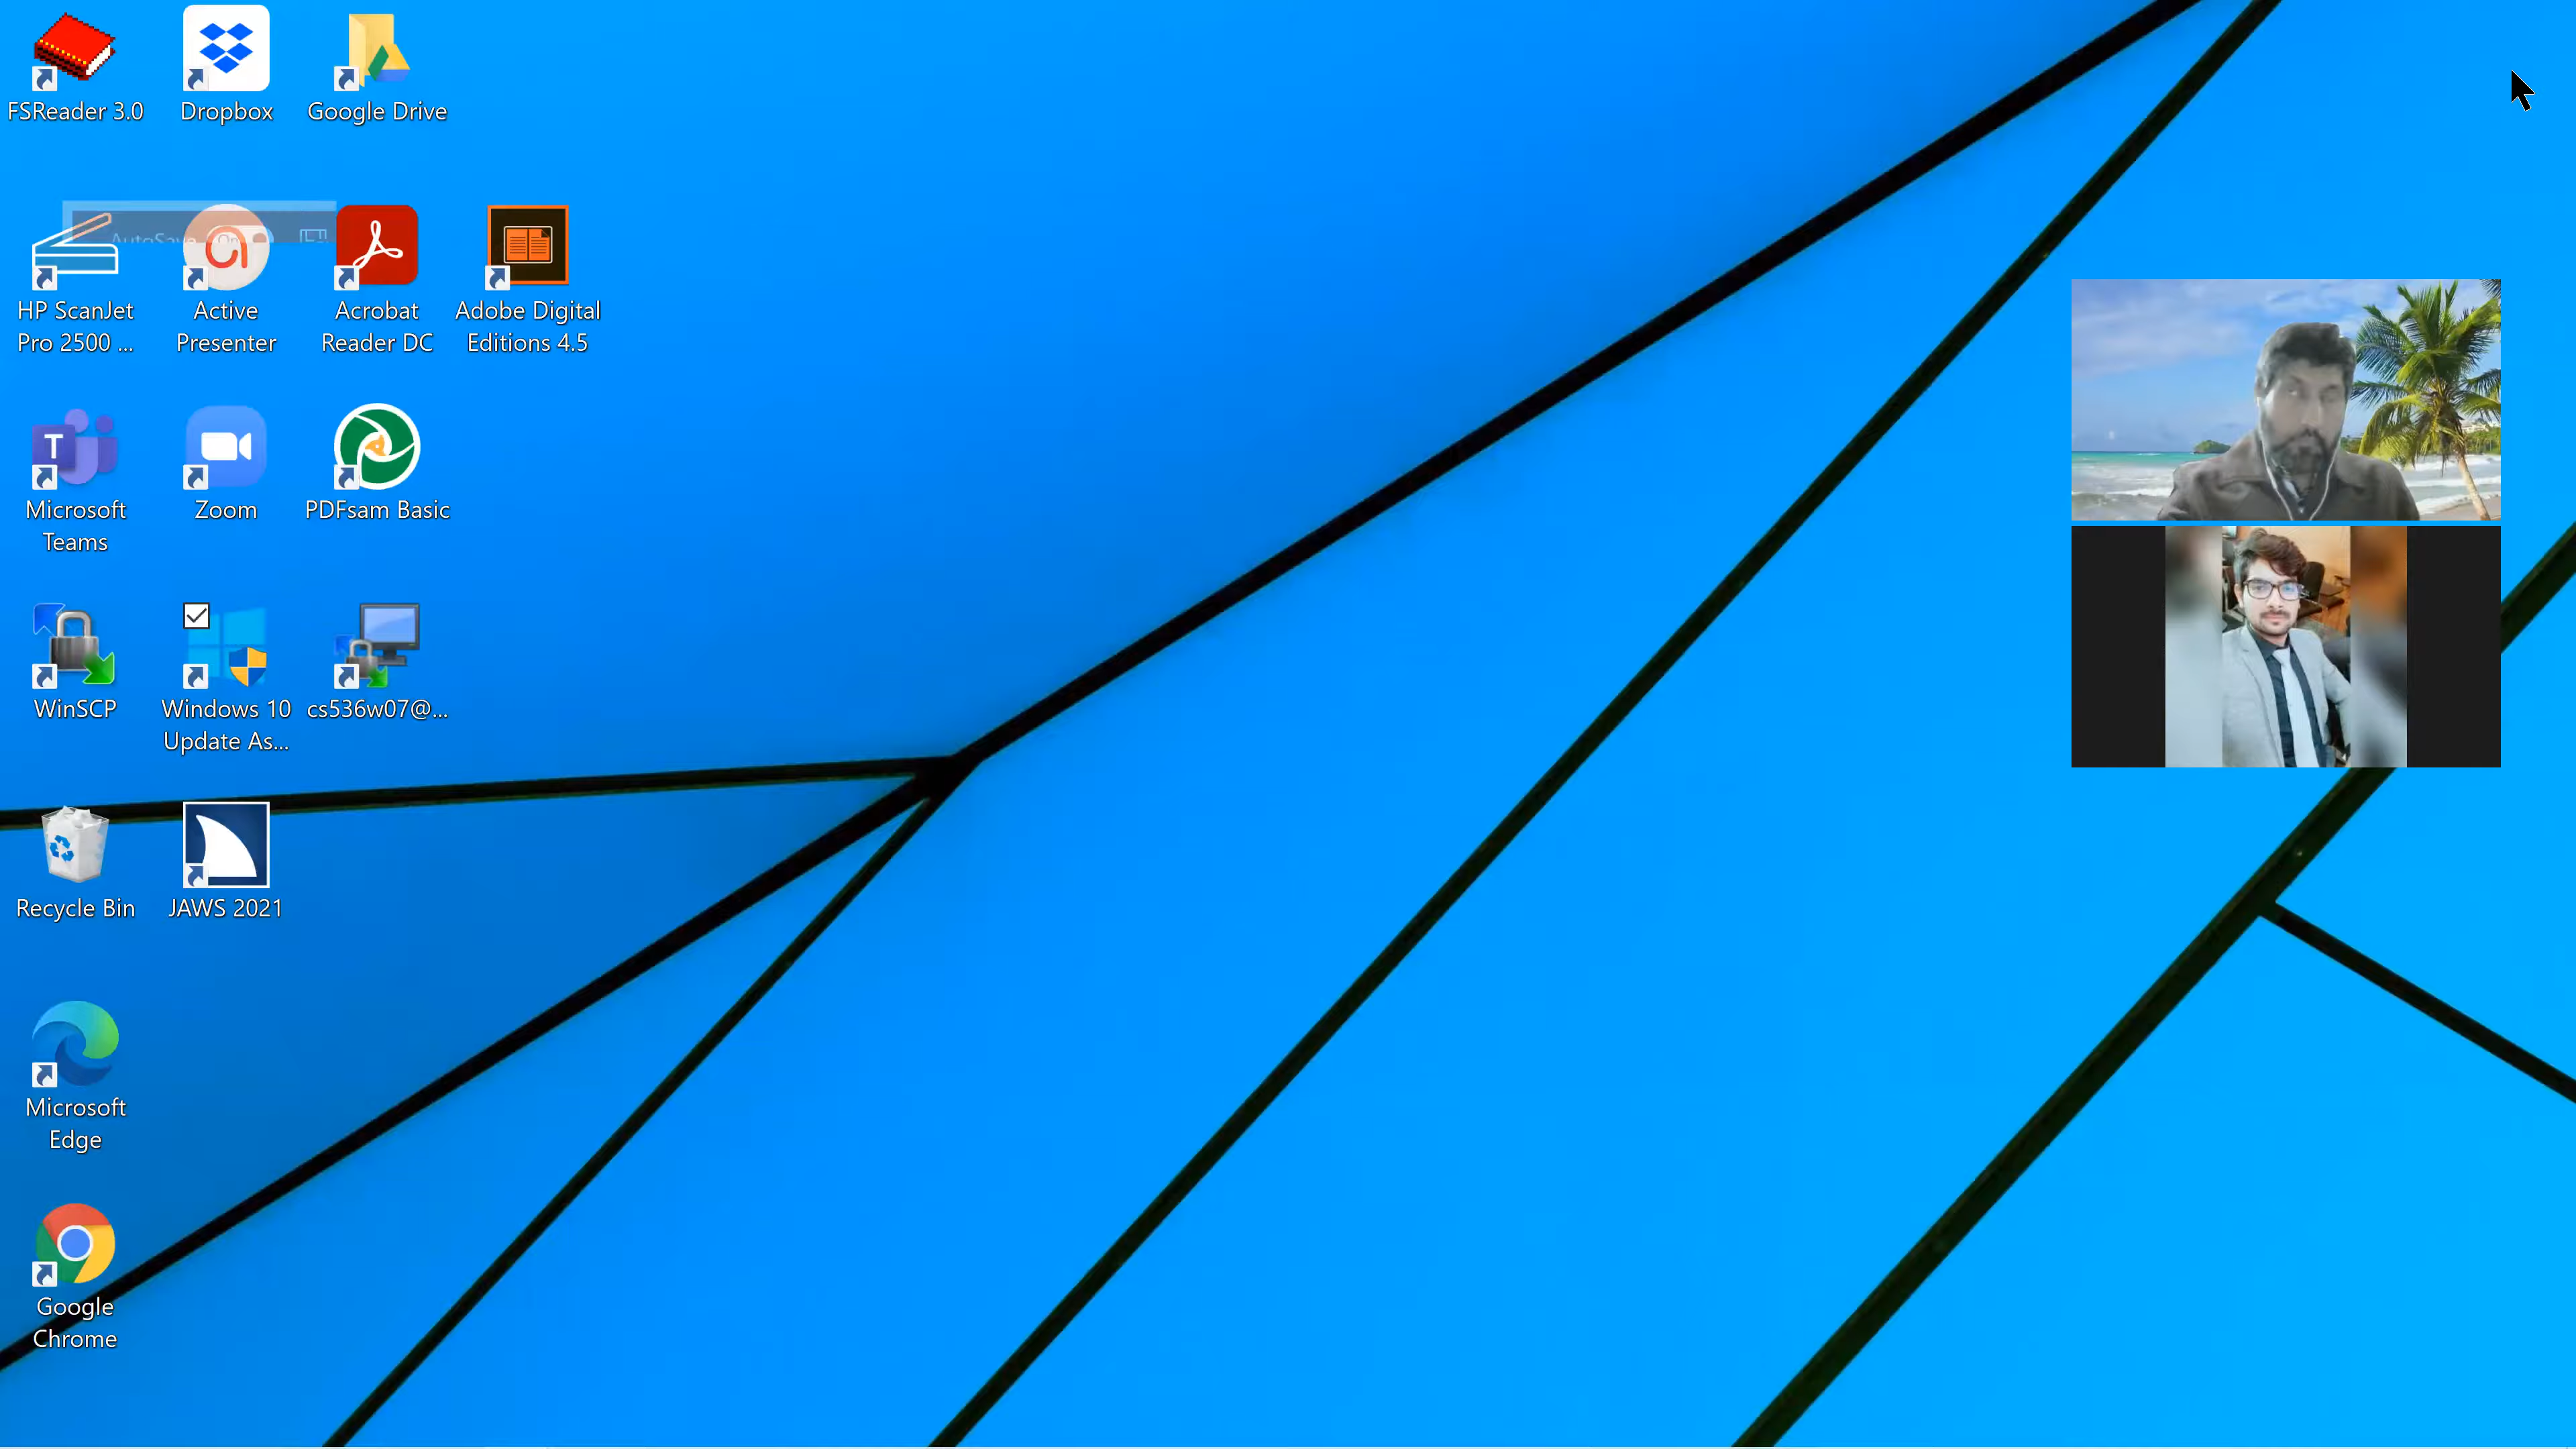 FSReader 3.0
Dropbox
Google Drive
AutoSave
HP ScanJet
Pro 2500 ...
Active
Presenter
Acrobat
Reader DC
Adobe Digital
Editions 4.5
T
Microsoft
Teams
Zoom
PDFsam Basic
WinSCP
Windows 10
Update As...
cs536w07@...
Recycle Bin
JAWS 2021
Microsoft
Edge
Google
Chrome